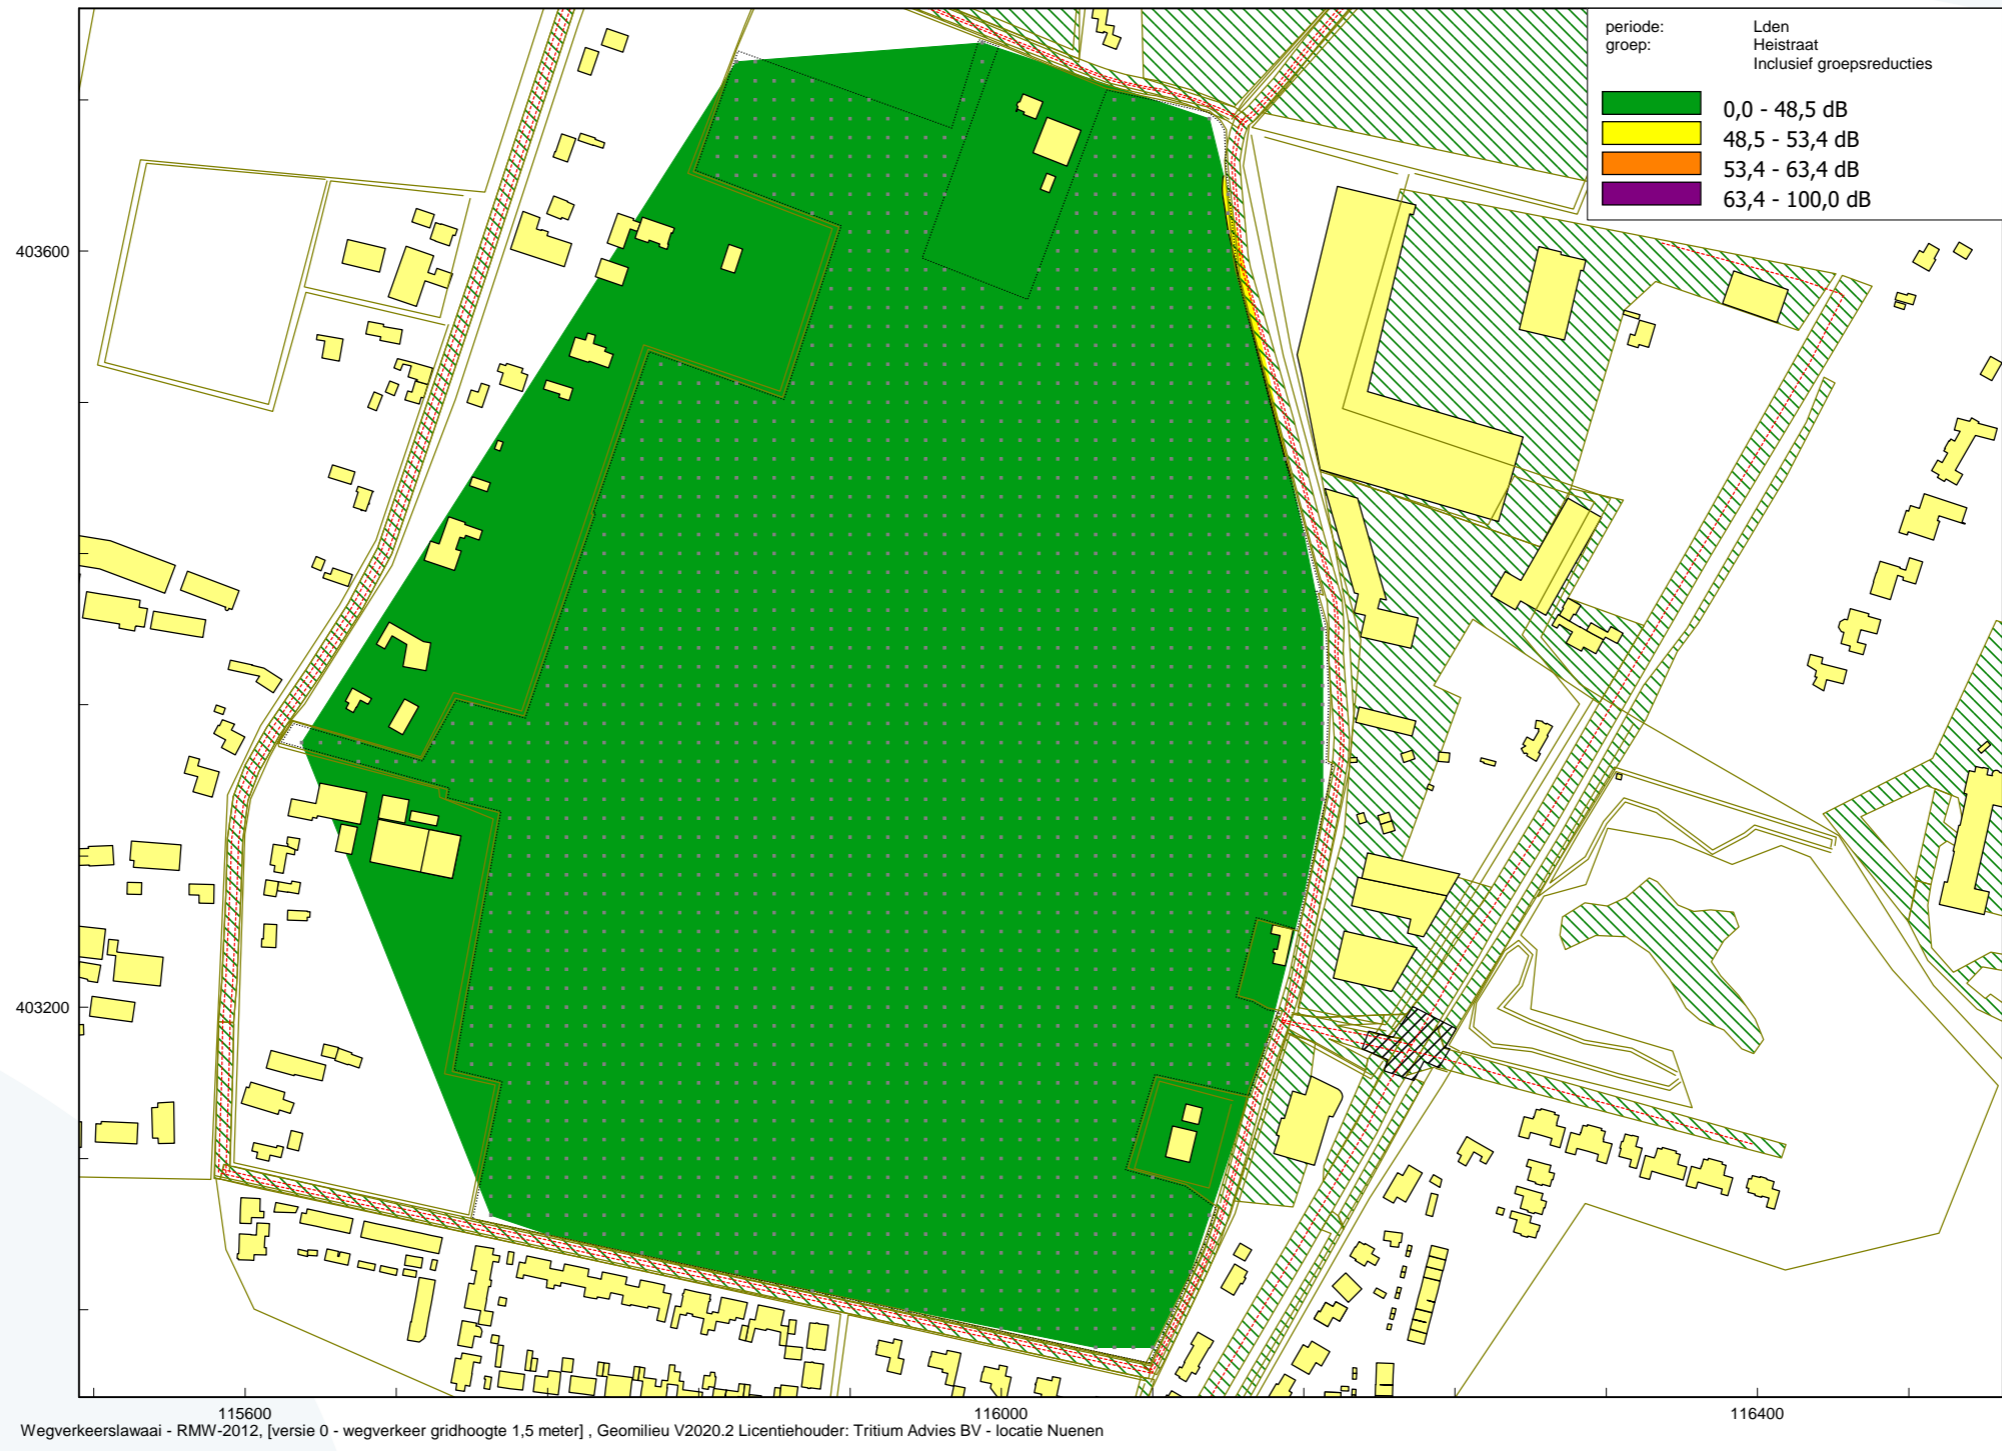 periode: Lden
groep: Heistraat
Inclusief groepsreducties
0,0 - 48,5 dB
48,5 - 53,4 dB
53,4 - 63,4 dB
63,4 - 100,0 dB
403600
403200
115600 116000 116400
Wegverkeerslawaai - RMW-2012, [versie 0 - wegverkeer gridhoogte 1,5 meter] , Geomilieu V2020.2 Licentiehouder: Tritium Advies BV - locatie Nuenen